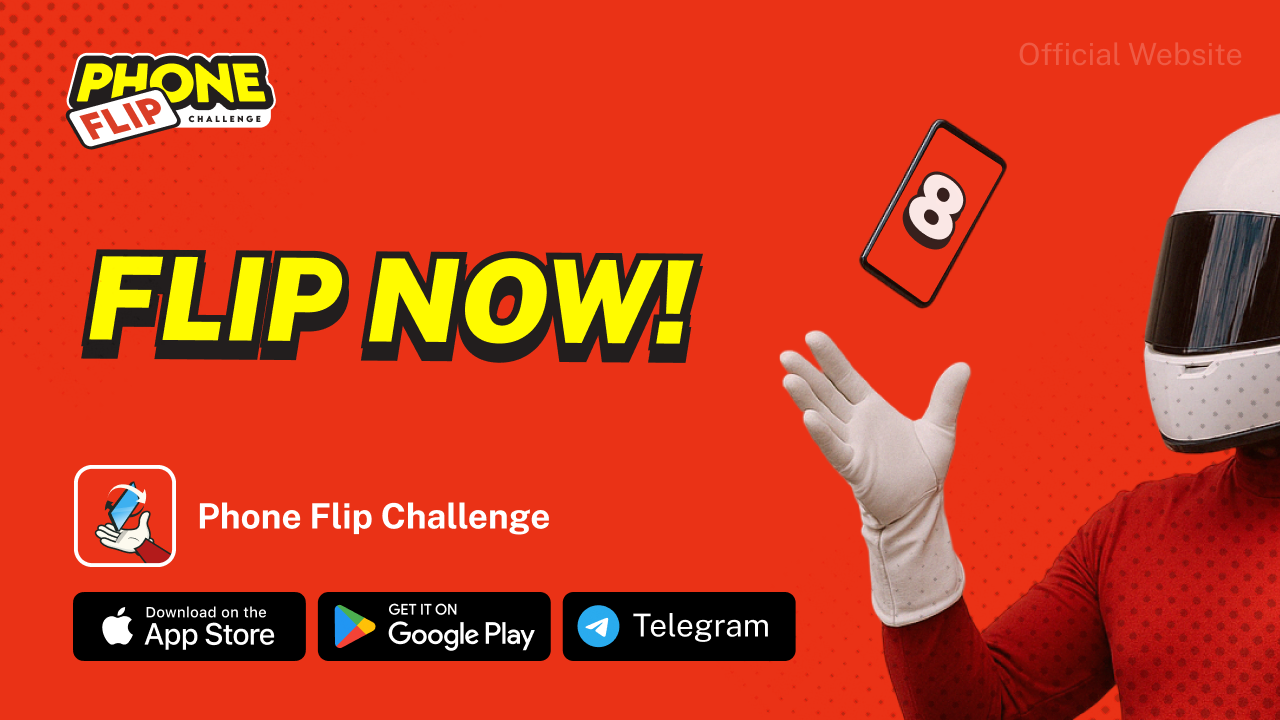 PHONE
FLIP
CHALLENGE
Official Website
8
FLIP NOW!
Phone Flip Challenge
Download on the
App Store
GET IT ON
Google Play
Telegram